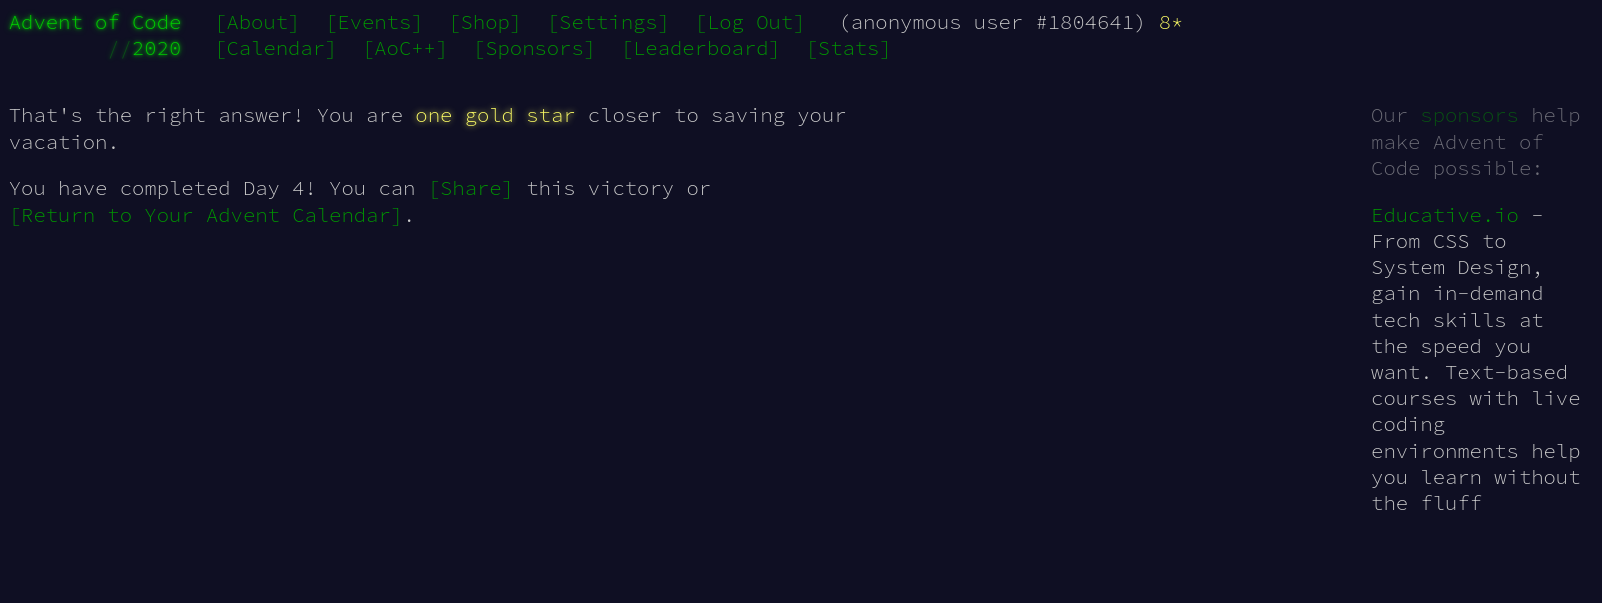 Advent of Code [About] [Events] [Shop] [Settings] [Log Out] (anonymous user #1804641) 8*
//2020 [Calendar] [AoC++] [Sponsors] [Leaderboard] [Stats]
That's the right answer! You are one gold star closer to saving your
vacation.
You have completed Day 4! You can [Share] this victory or
[Return to Your Advent Calendar].
Our sponsors help
make Advent of
Code possible:
Educative.io -
From CSS to
System Design,
gain in-demand
tech skills at
the speed you
want. Text-based
courses with live
coding
environments help
you learn without
the fluff